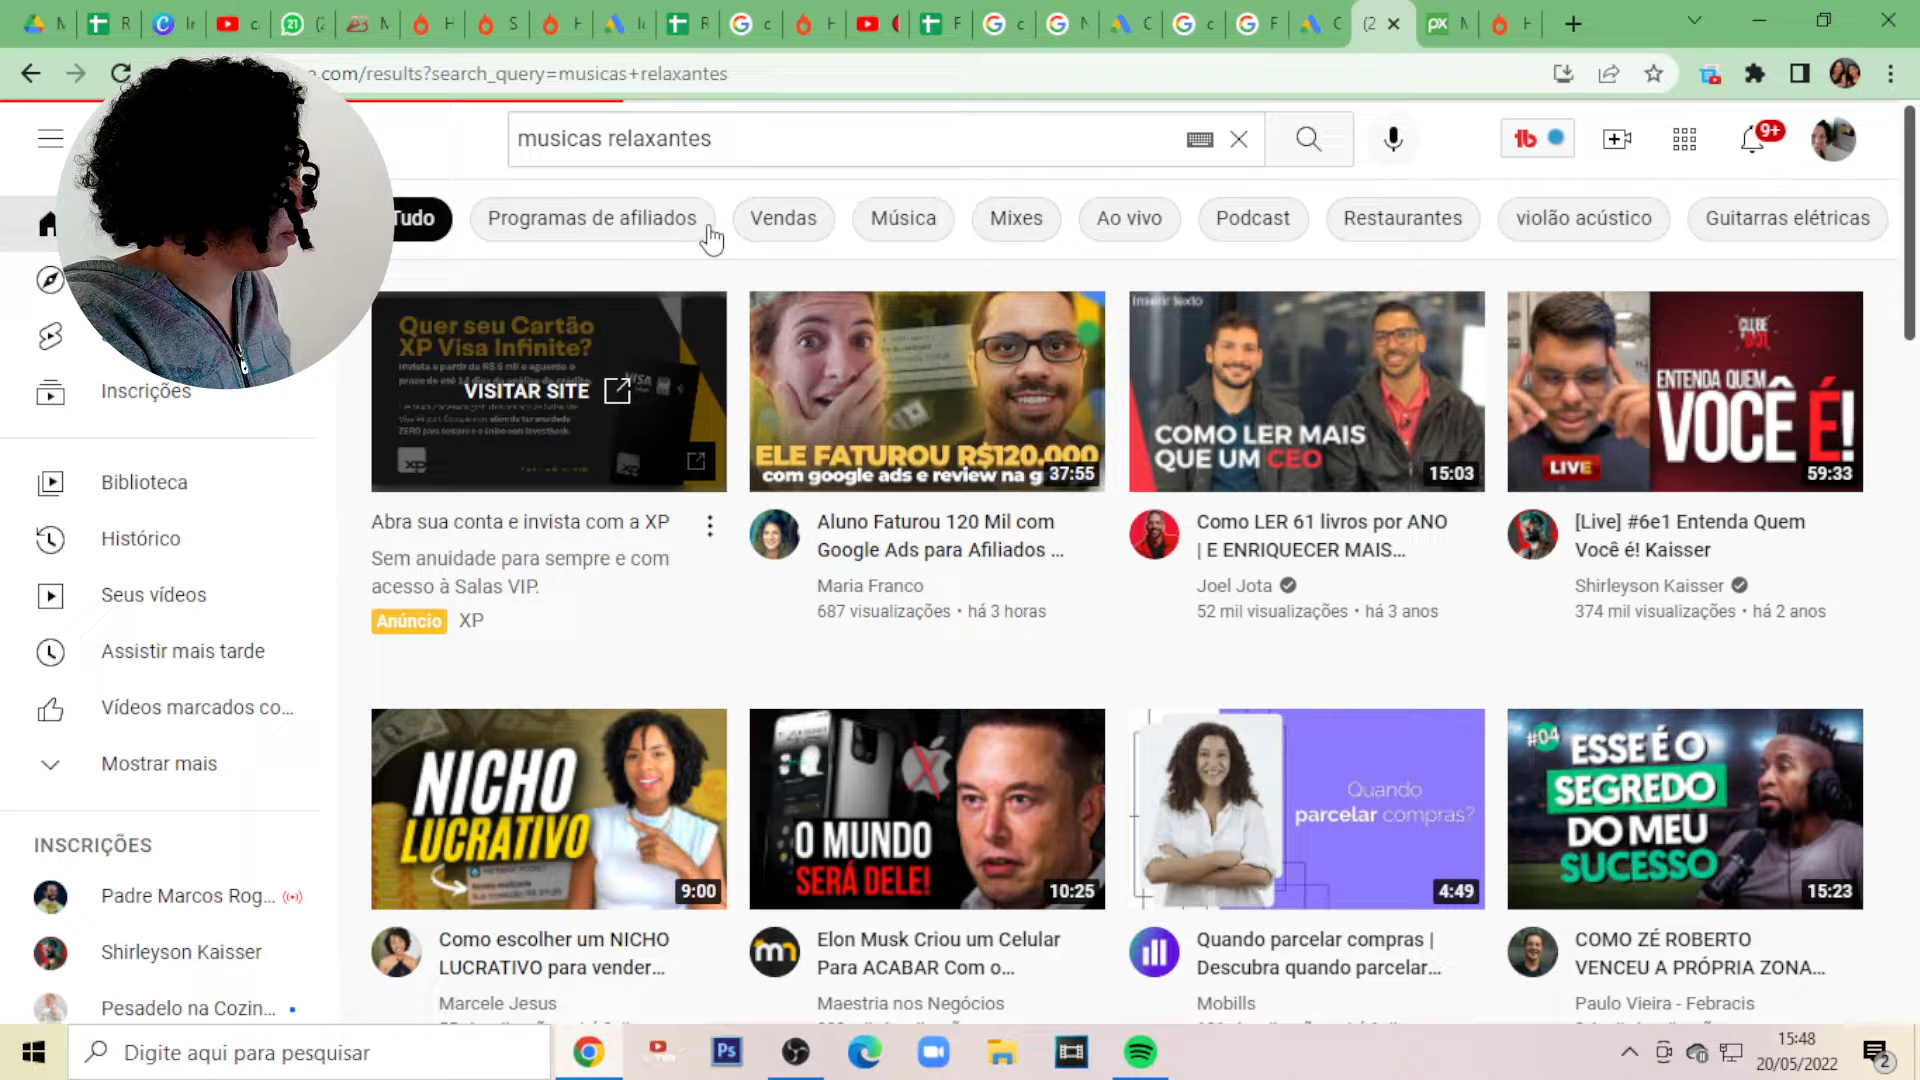 .com/results?search_query=musicas+relaxantes
musicas relaxantes
9+
Tudo
Programas de afiliados
Vendas
Música
Mixes
Ao vivo
Podcast
Restaurantes
violão acústico
Guitarras elétricas
Inscrições
Biblioteca
Histórico
Seus vídeos
Assistir mais tarde
Vídeos marcados co...
Mostrar mais
INSCRIÇÕES
Padre Marcos Rog...
Shirleyson Kaisser
Pesadelo na Cozin...
Quer seu Cartão
XP Visa Infinite?
VISITAR SITE
Abra sua conta e invista com a XP
Sem anuidade para sempre e com
acesso à Salas VIP.
Anúncio XP
ELE FATUROU R$120.000
com google ads e review na g
37:55
Aluno Faturou 120 Mil com
Google Ads para Afiliados ...
Maria Franco
687 visualizações • há 3 horas
Inserir texto
COMO LER MAIS
QUE UM CEO
15:03
Como LER 61 livros por ANO
| E ENRIQUECER MAIS...
Joel Jota
52 mil visualizações • há 3 anos
ENTENDA QUEM
VOCÊ É!
LIVE
59:33
[Live] #6e1 Entenda Quem
Você é! Kaisser
Shirleyson Kaisser
374 mil visualizações • há 2 anos
NICHO
LUCRATIVO
9:00
Como escolher um NICHO
LUCRATIVO para vender...
Marcele Jesus
O MUNDO
SERÁ DELE!
10:25
Elon Musk Criou um Celular
Para ACABAR Com o...
Maestria nos Negócios
Quando
parcelar compras?
4:49
Quando parcelar compras |
Descubra quando parcelar...
Mobills
#04
ESSE É O
SEGREDO
DO MEU
SUCESSO
15:23
COMO ZÉ ROBERTO
VENCEU A PRÓPRIA ZONA...
Paulo Vieira - Febracis
Digite aqui para pesquisar
Ps
15:48
20/05/2022
2